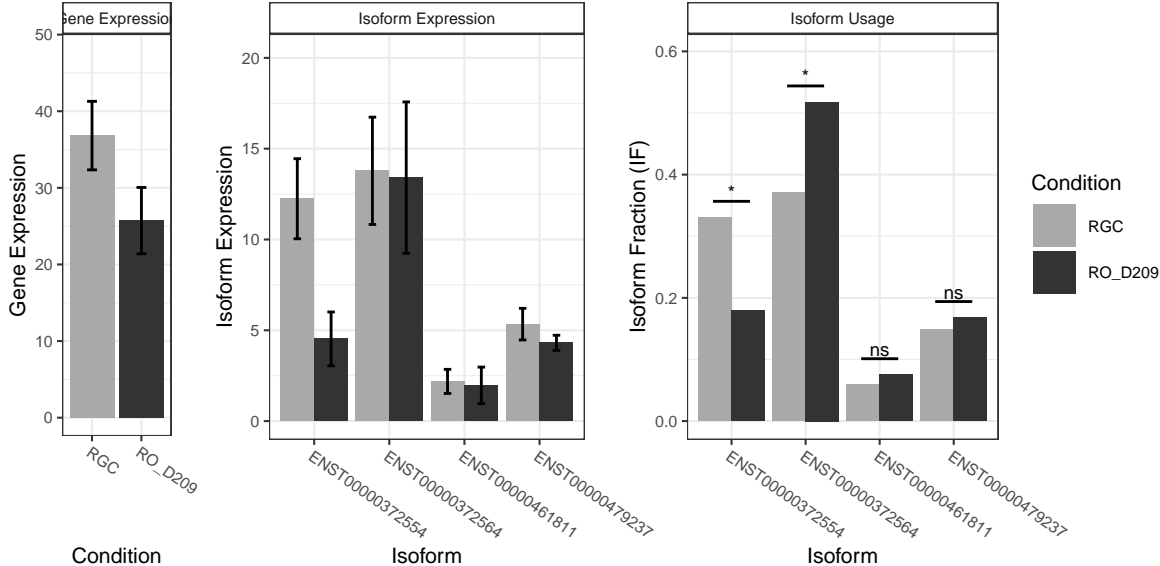 Gene Expression
Isoform Expression
Isoform Usage
Gene Expression
50
40
30
20
10
0
RGC
RO_D209
Condition
Isoform Expression
20
15
10
5
0
ENST00000372554
ENST00000372564
ENST00000461811
ENST00000479237
Isoform
Isoform Fraction (IF)
0.6
0.4
0.2
0.0
*
*
ns
ns
ENST00000372554
ENST00000372564
ENST00000461811
ENST00000479237
Isoform
Condition
RGC
RO_D209